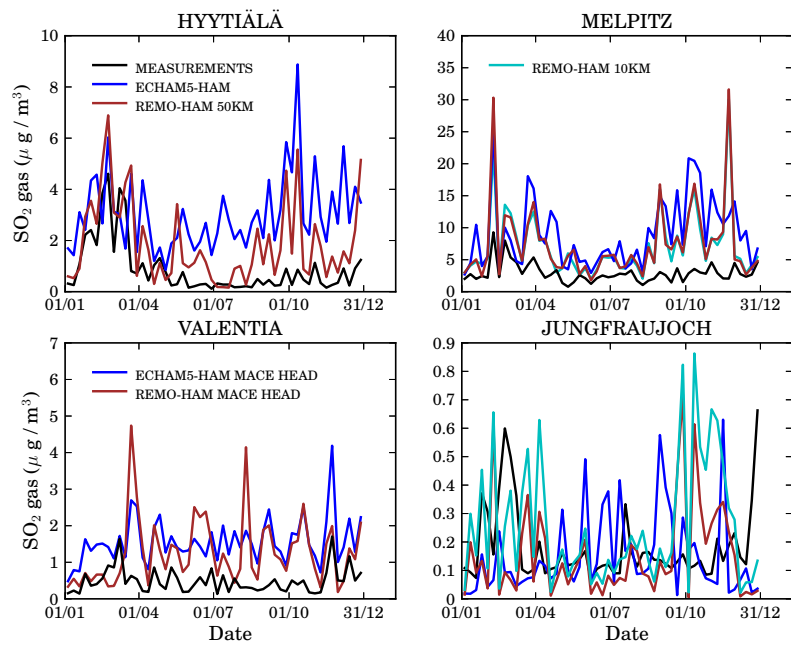 HYYTIÄLÄ
10
8
6
4
2
0
SO2 gas (μ g / m3)
MEASUREMENTS
ECHAM5-HAM
REMO-HAM 50KM
01/01 01/04 01/07 01/10 31/12
MELPITZ
40
35
30
25
20
15
10
5
0
REMO-HAM 10KM
01/01 01/04 01/07 01/10 31/12
VALENTIA
7
6
5
4
3
2
1
0
SO2 gas (μ g / m3)
ECHAM5-HAM MACE HEAD
REMO-HAM MACE HEAD
01/01 01/04 01/07 01/10 31/12
Date
JUNGFRAUJOCH
0.9
0.8
0.7
0.6
0.5
0.4
0.3
0.2
0.1
0
01/01 01/04 01/07 01/10 31/12
Date